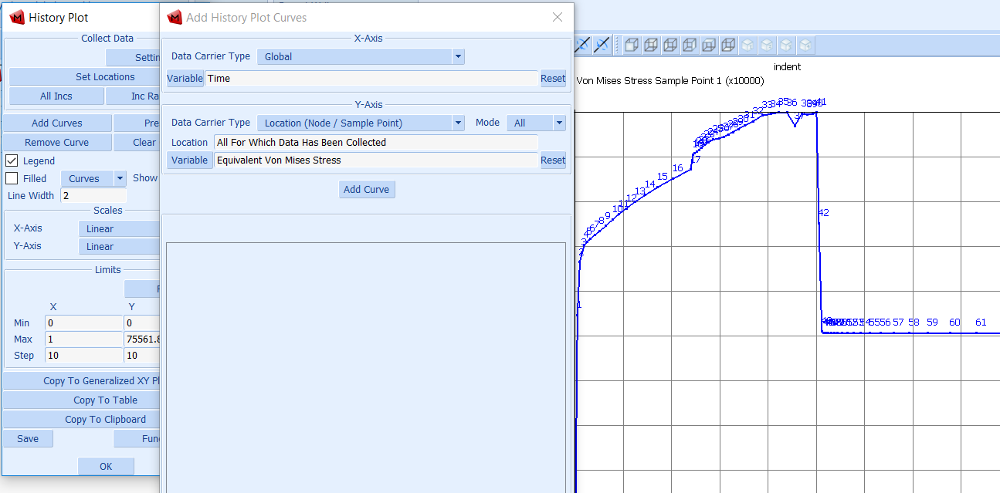 History Plot
Collect Data
Settin
Set Locations
All Incs
Inc Ra
Add Curves
Pre
Remove Curve
Clear
Legend
Filled
Curves
Show
Line Width
2
Scales
X-Axis
Linear
Y-Axis
Linear
Limits
X
Y
Min
0
0
Max
1
75561.8
Step
10
10
Copy To Generalized XY Pl
Copy To Table
Copy To Clipboard
Save
Fun
OK
Add History Plot Curves
X-Axis
Data Carrier Type
Global
Variable
Time
Reset
Y-Axis
Data Carrier Type
Location (Node / Sample Point)
Mode
All
Location
All For Which Data Has Been Collected
Variable
Equivalent Von Mises Stress
Reset
Add Curve
indent
Von Mises Stress Sample Point 1 (x10000)
1
2
3
4
5
6
7
8
9
10
11
12
13
14
15
16
17
31
32
33
34
35
36
37
41
42
54
55
56
57
58
59
60
61